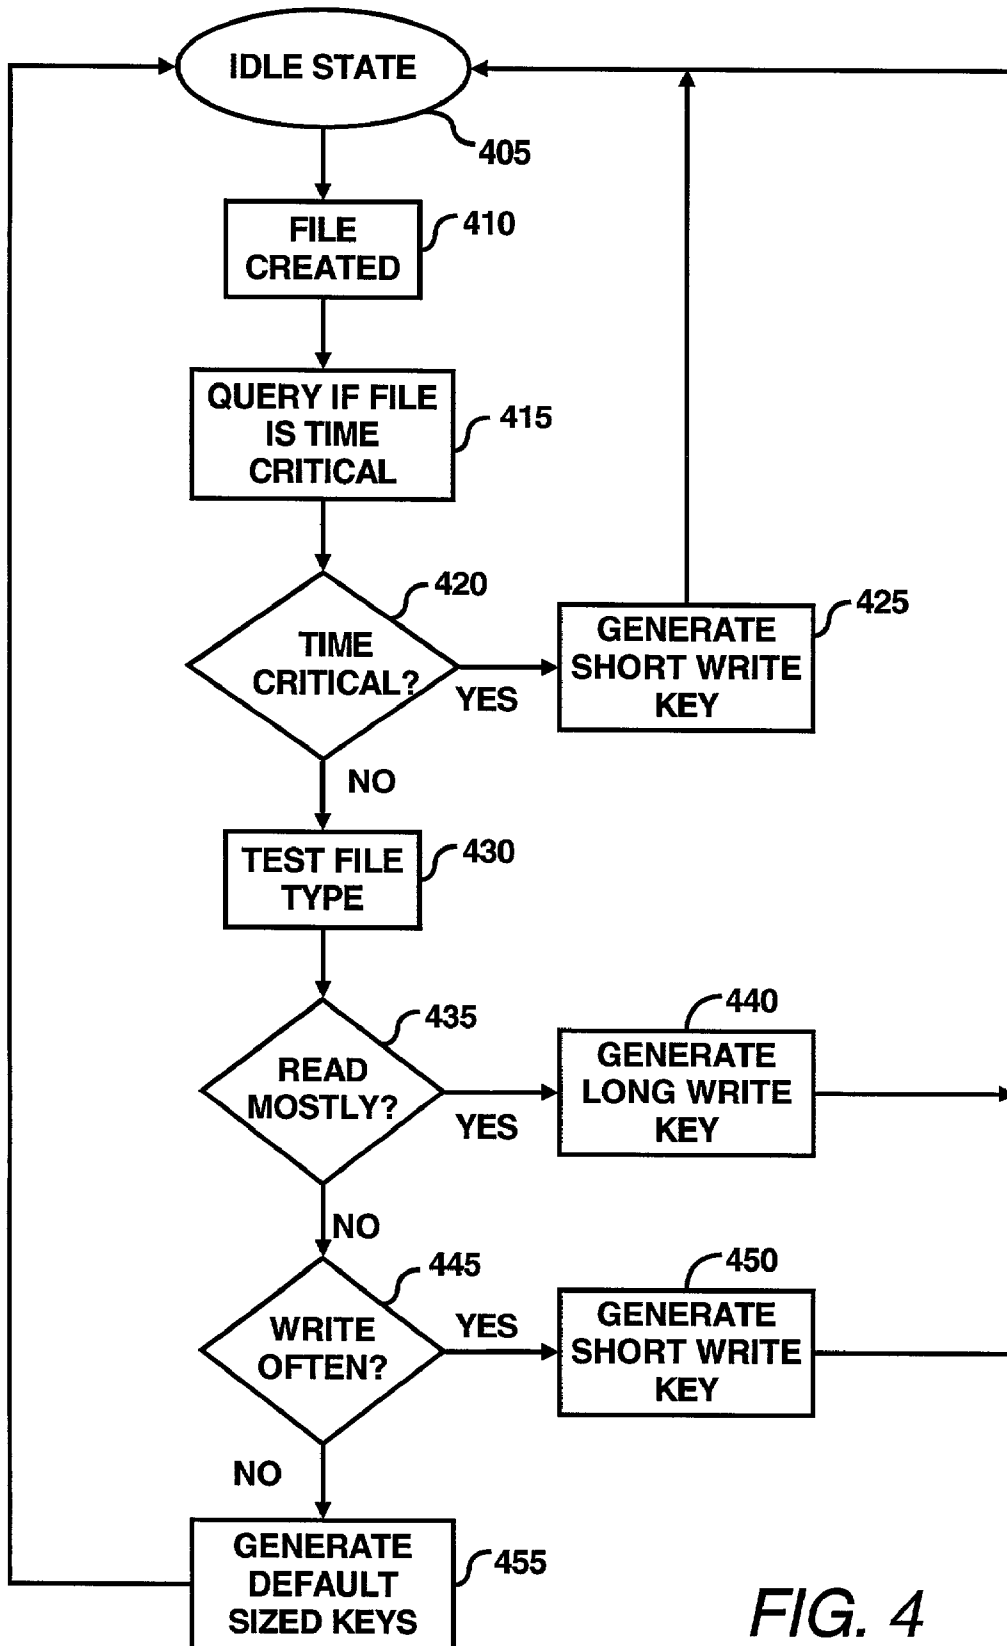 IDLE STATE
405
FILE
CREATED
410
QUERY IF FILE
IS TIME
CRITICAL
415
TIME
CRITICAL?
420
YES
GENERATE
SHORT WRITE
KEY
425
NO
TEST FILE
TYPE
430
READ
MOSTLY?
435
YES
GENERATE
LONG WRITE
KEY
440
NO
WRITE
OFTEN?
445
YES
GENERATE
SHORT WRITE
KEY
450
NO
GENERATE
DEFAULT
SIZED KEYS
455
FIG. 4